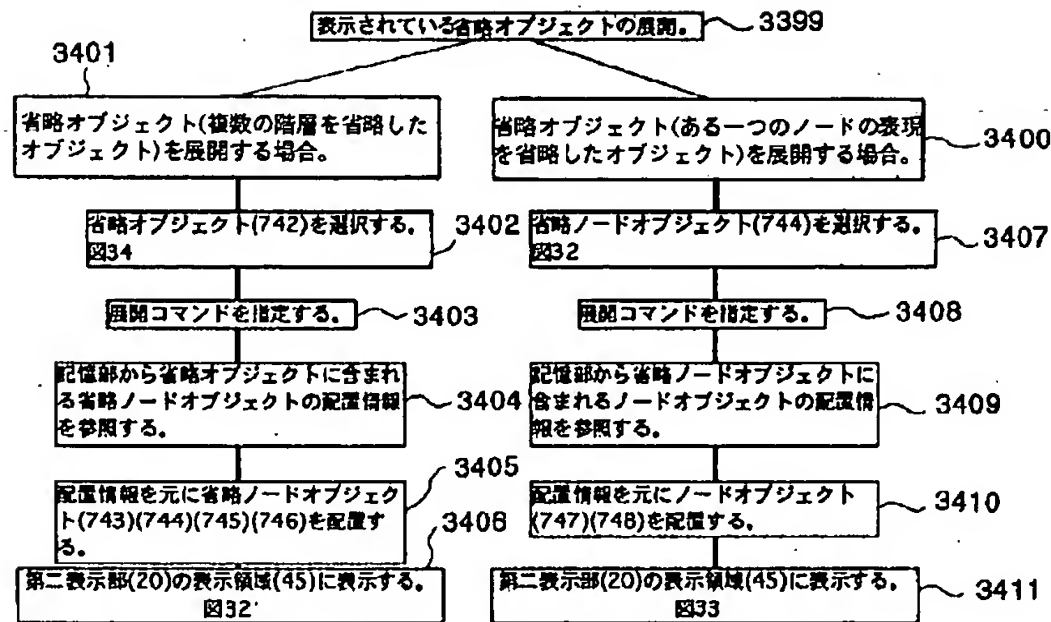 表示されている省略オブジェクトの展開。
3399
3401
省略オブジェクト(複数の階層を省略した
オブジェクト)を展開する場合。
省略オブジェクト(ある一つのノードの表現
を省略したオブジェクト)を展開する場合。
3400
省略オブジェクト(742)を選択する。
図34
3402
省略ノードオブジェクト(744)を選択する。
図32
3407
展開コマンドを指定する。
3403
展開コマンドを指定する。
3408
記憶部から省略オブジェクトに含まれ
る省略ノードオブジェクトの配置情報
を参照する。
3404
記憶部から省略ノードオブジェクトに
含まれるノードオブジェクトの配置情
報を参照する。
3409
3405
配置情報を元に省略ノードオブジェク
ト(743)(744)(745)(746)を配置す
る。
配置情報を元にノードオブジェクト
(747)(748)を配置する。
3410
3406
第二表示部(20)の表示領域(45)に表示する。
図32
第二表示部(20)の表示領域(45)に表示する。
図33
3411